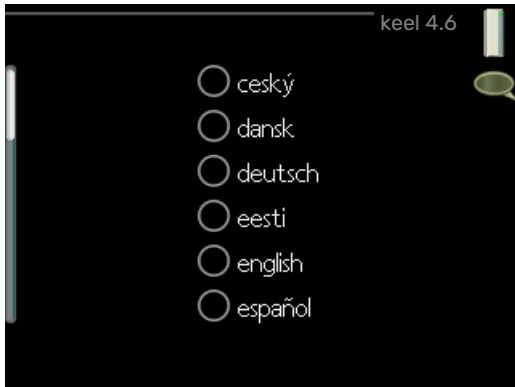 keel 4.6
ceský
dansk
deutsch
eesti
english
español